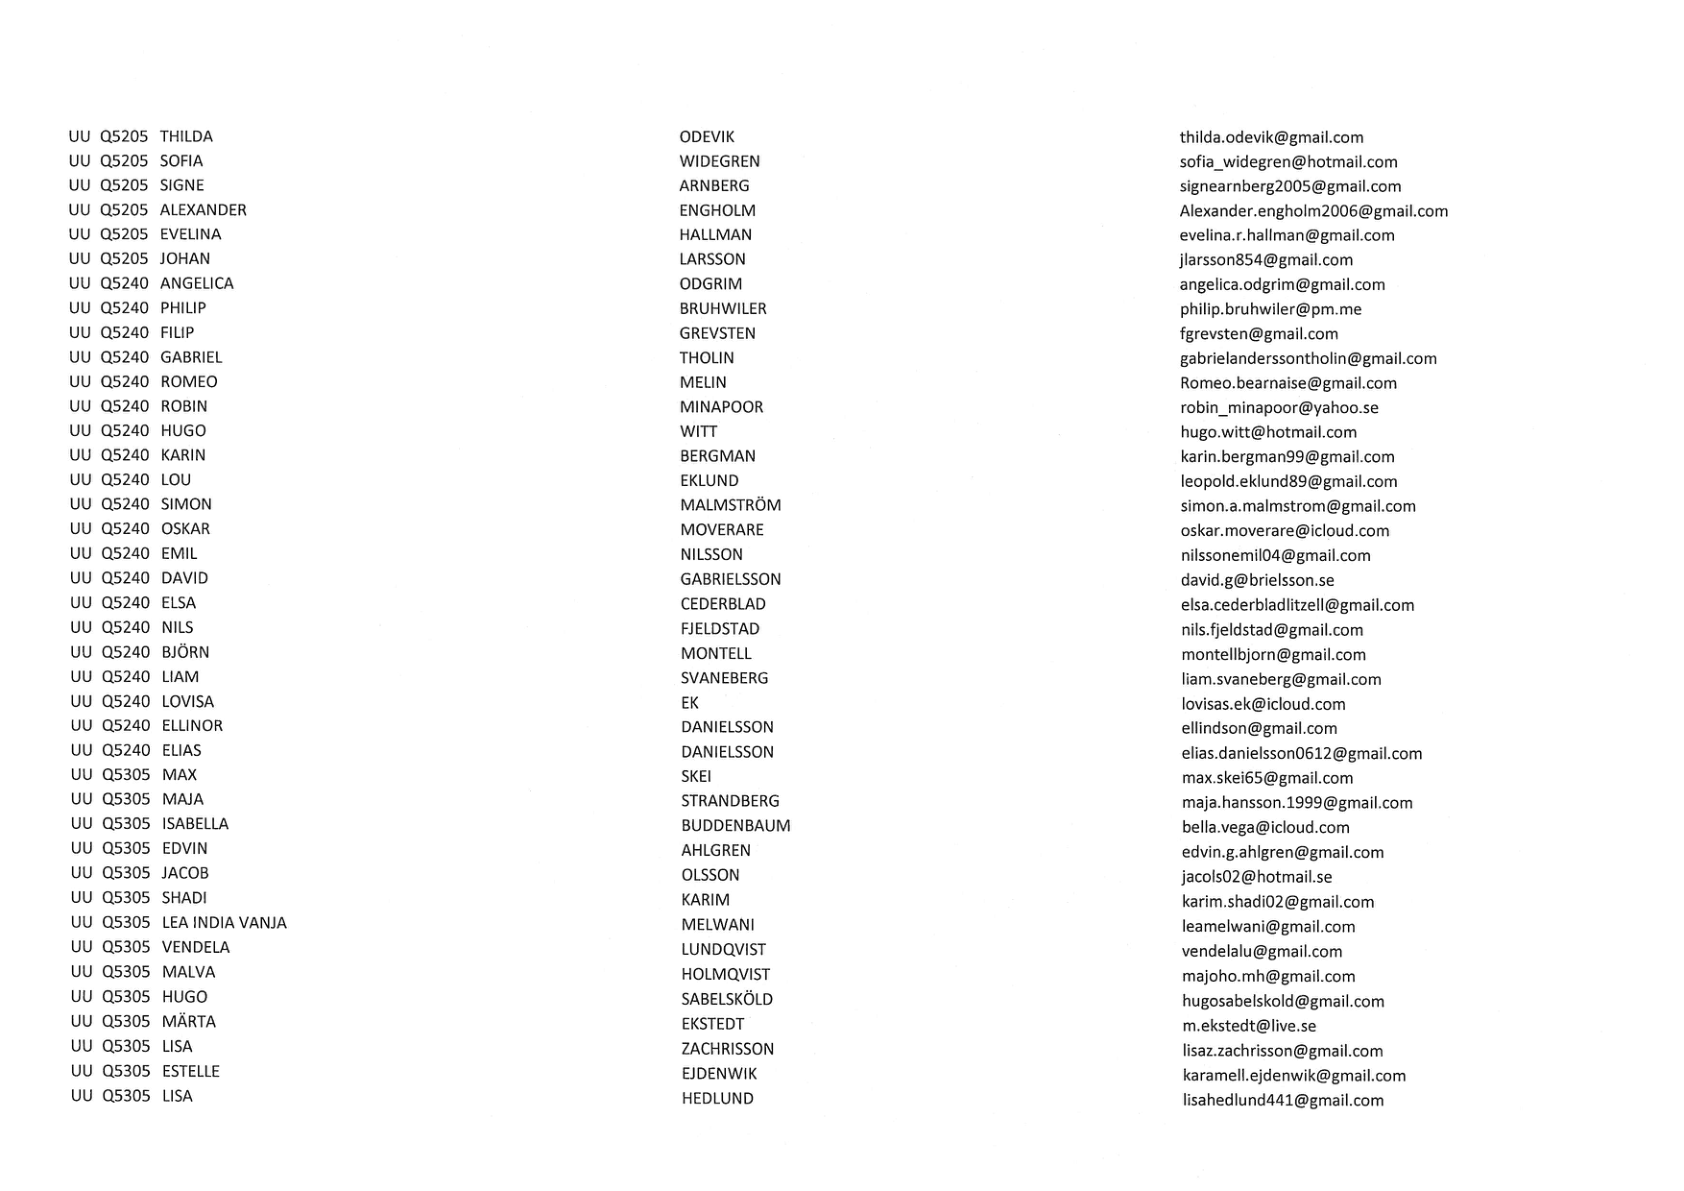 UU Q5205 THILDA ODEVIK thilda.odevik@gmail.com
UU Q5205 SOFIA WIDEGREN sofia_widegren@hotmail.com
UU Q5205 SIGNE ARNBERG signearnberg2005@gmail.com
UU Q5205 ALEXANDER ENGHOLM Alexander.engholm2006@gmail.com
UU Q5205 EVELINA HALLMAN evelina.r.hallman@gmail.com
UU Q5205 JOHAN LARSSON jlarsson854@gmail.com
UU Q5240 ANGELICA ODGRIM angelica.odgrim@gmail.com
UU Q5240 PHILIP BRUHWILER philip.bruhwiler@pm.me
UU Q5240 FILIP GREVSTEN fgrevsten@gmail.com
UU Q5240 GABRIEL THOLIN gabrielanderssontholin@gmail.com
UU Q5240 ROMEO MELIN Romeo.bearnaise@gmail.com
UU Q5240 ROBIN MINAPOOR robin_minapoor@yahoo.se
UU Q5240 HUGO WITT hugo.witt@hotmail.com
UU Q5240 KARIN BERGMAN karin.bergman99@gmail.com
UU Q5240 LOU EKLUND leopold.eklund89@gmail.com
UU Q5240 SIMON MALMSTRÖM simon.a.malmstrom@gmail.com
UU Q5240 OSKAR MOVERARE oskar.moverare@icloud.com
UU Q5240 EMIL NILSSON nilssonemil04@gmail.com
UU Q5240 DAVID GABRIELSSON david.g@brielsson.se
UU Q5240 ELSA CEDERBLAD elsa.cederbladlitzell@gmail.com
UU Q5240 NILS FJELDSTAD nils.fjeldstad@gmail.com
UU Q5240 BJÖRN MONTELL montellbjorn@gmail.com
UU Q5240 LIAM SVANEBERG liam.svaneberg@gmail.com
UU Q5240 LOVISA EK lovisas.ek@icloud.com
UU Q5240 ELLINOR DANIELSSON ellindson@gmail.com
UU Q5240 ELIAS DANIELSSON elias.danielsson0612@gmail.com
UU Q5305 MAX SKEI max.skei65@gmail.com
UU Q5305 MAJA STRANDBERG maja.hansson.1999@gmail.com
UU Q5305 ISABELLA BUDDENBAUM bella.vega@icloud.com
UU Q5305 EDVIN AHLGREN edvin.g.ahlgren@gmail.com
UU Q5305 JACOB OLSSON jacols02@hotmail.se
UU Q5305 SHADI KARIM karim.shadi02@gmail.com
UU Q5305 LEA INDIA VANJA MELWANI leamelwani@gmail.com
UU Q5305 VENDELA LUNDQVIST vendelalu@gmail.com
UU Q5305 MALVA HOLMQVIST majoho.mh@gmail.com
UU Q5305 HUGO SABELSKÖLD hugosabelskold@gmail.com
UU Q5305 MÄRTA EKSTEDT m.ekstedt@live.se
UU Q5305 LISA ZACHRISSON lisaz.zachrisson@gmail.com
UU Q5305 ESTELLE EJDENWIK karamell.ejdenwik@gmail.com
UU Q5305 LISA HEDLUND lisahedlund441@gmail.com